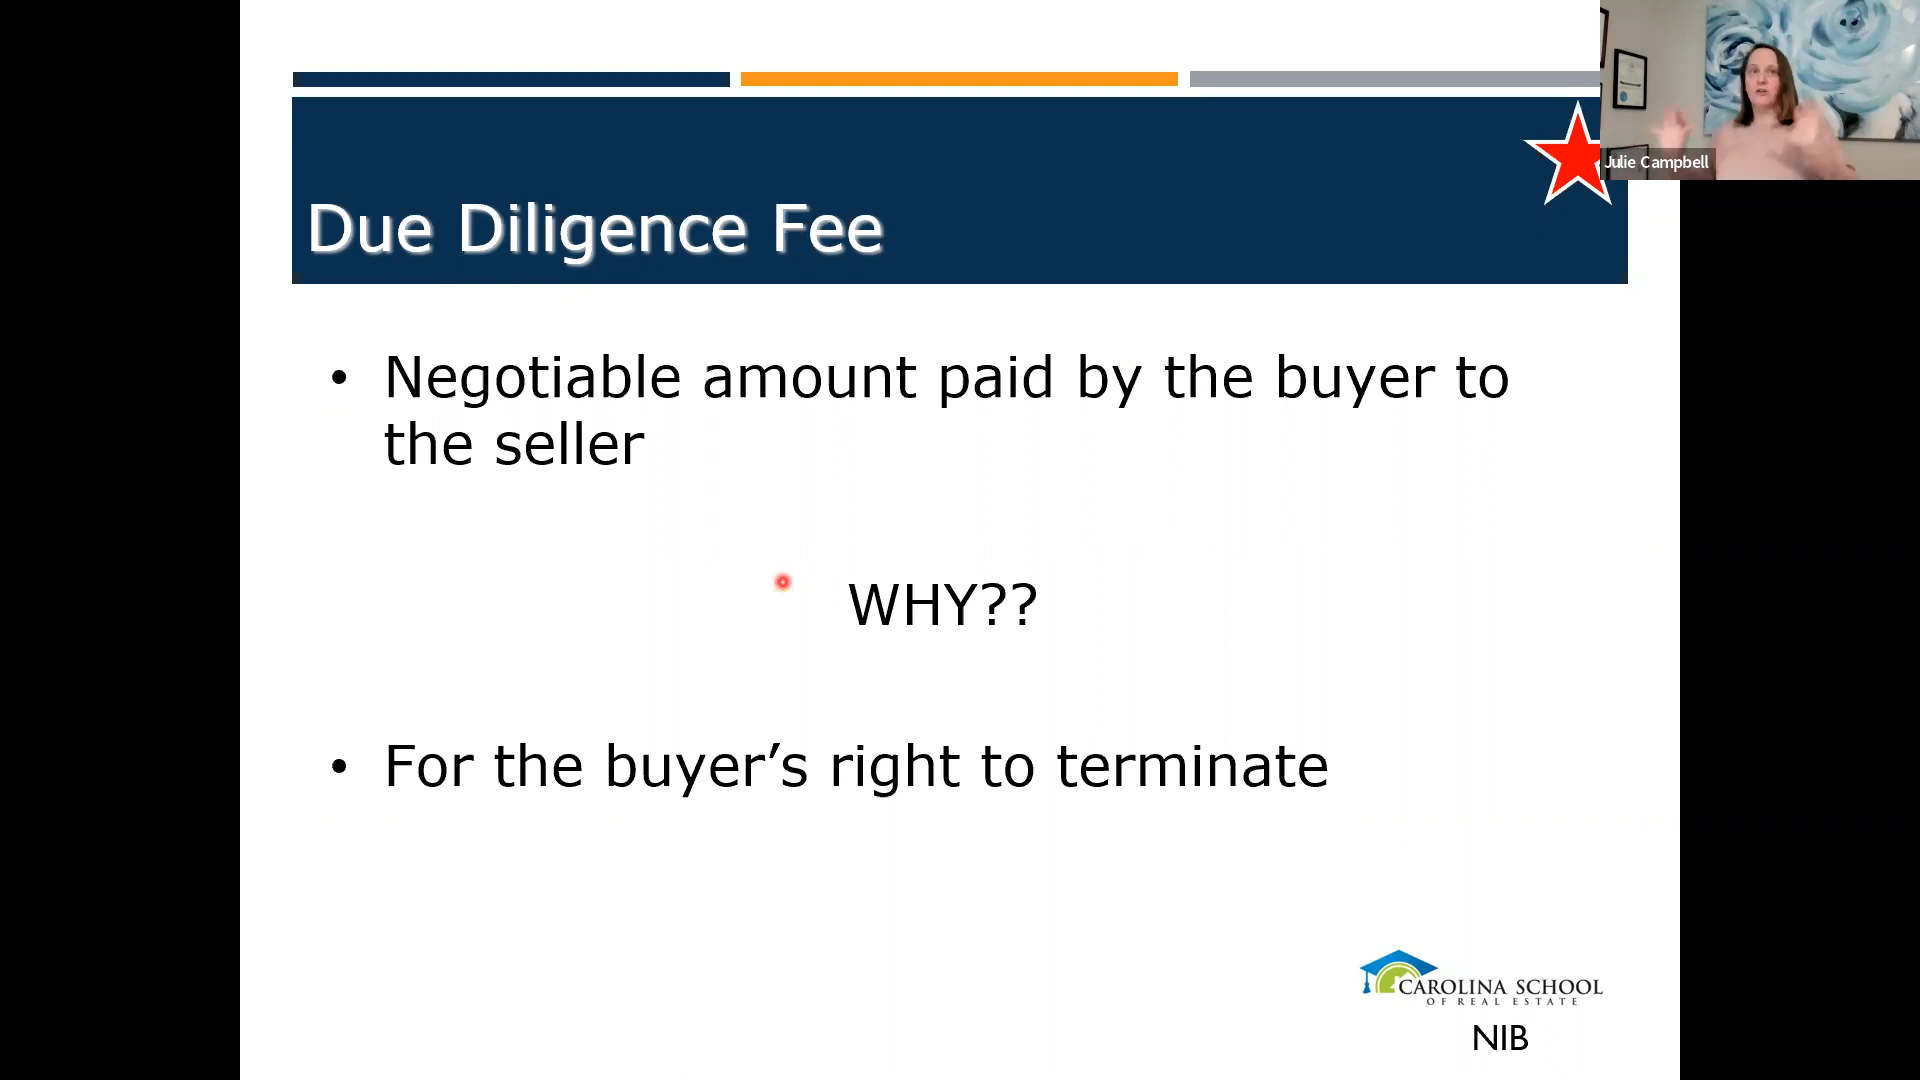 Due Diligence Fee
Julie Campbell
• Negotiable amount paid by the buyer to
the seller
WHY??
• For the buyer’s right to terminate
CAROLINA SCHOOL
OF REAL ESTATE
NIB